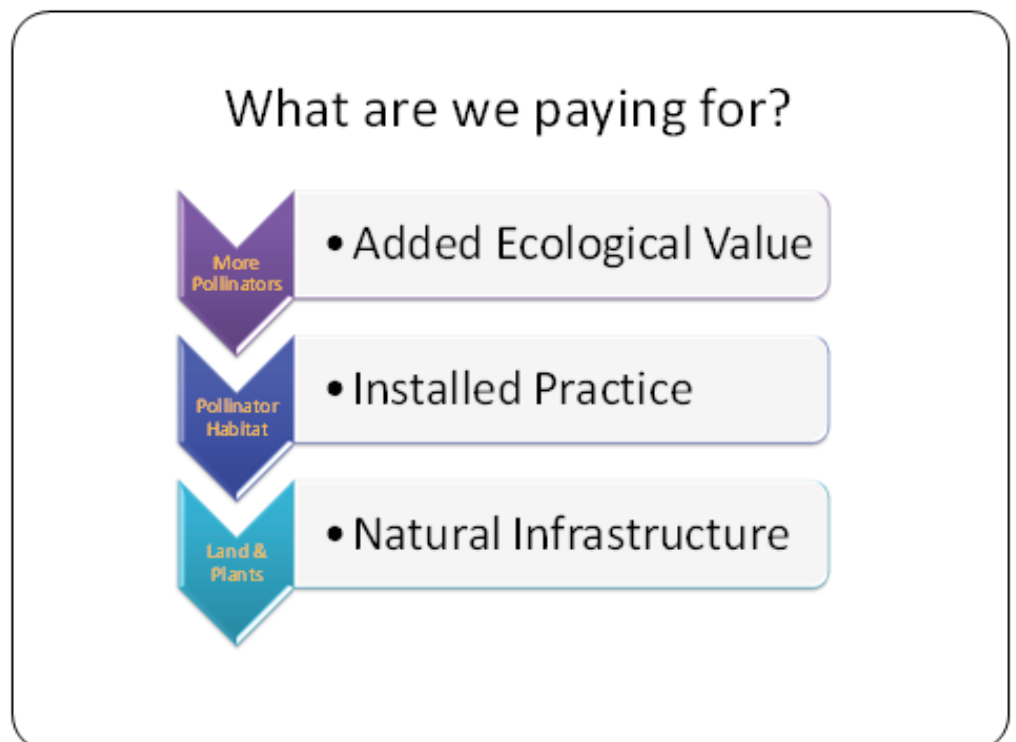 What are we paying for?
More
Pollinators
• Added Ecological Value
Pollinator
Habitat
• Installed Practice
Land &
Plants
• Natural Infrastructure